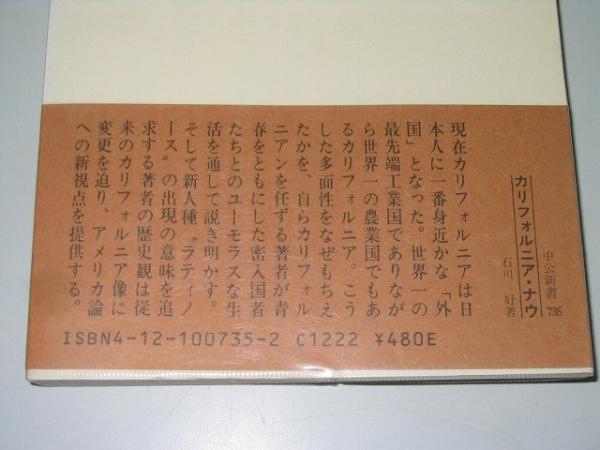 中公新書 735
カリフォルニア・ナウ
石川 好著
現在カリフォルニアは日
本人に一番身近かな「外
国」となった。世界一の
最先端工業国でありなが
ら世界一の農業国でもあ
るカリフォルニア。こう
した多面性をなぜもちえ
たかを、自らカリフォル
ニアンを任ずる著者が青
春をともにした密入国者
たちとのユーモラスな生
活を通して説き明かす。
そして新人種〝ラティノ
ース〟の出現の意味を追
求する著者の歴史観は従
来のカリフォルニア像に
変更を迫り、アメリカ論
への新視点を提供する。
ISBN4-12-100735-2 C1222 ¥480E